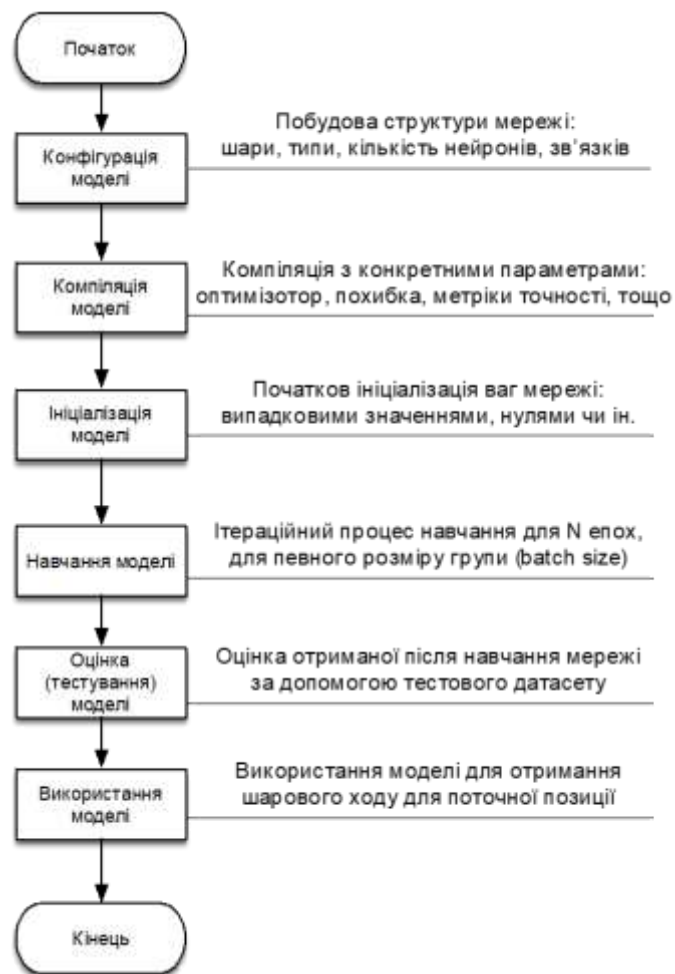 Початок
Побудова структури мережі:
шари, типи, кількість нейронів, зв'язків
Конфігурація
моделі
Компіляція з конкретними параметрами:
оптимізотор, похибка, метріки точності, тощо
Компіляція
моделі
Початков ініціалізація ваг мережі:
випадковими значеннями, нулями чи ін.
Ініціалізація
моделі
Ітераційний процес навчання для N епох,
для певного розміру групи (batch size)
Навчання моделі
Оцінка отриманої після навчання мережі
за допомогою тестового датасету
Оцінка
(тестування)
моделі
Використання моделі для отримання
шарового ходу для поточної позиції
Використання
моделі
Кінець